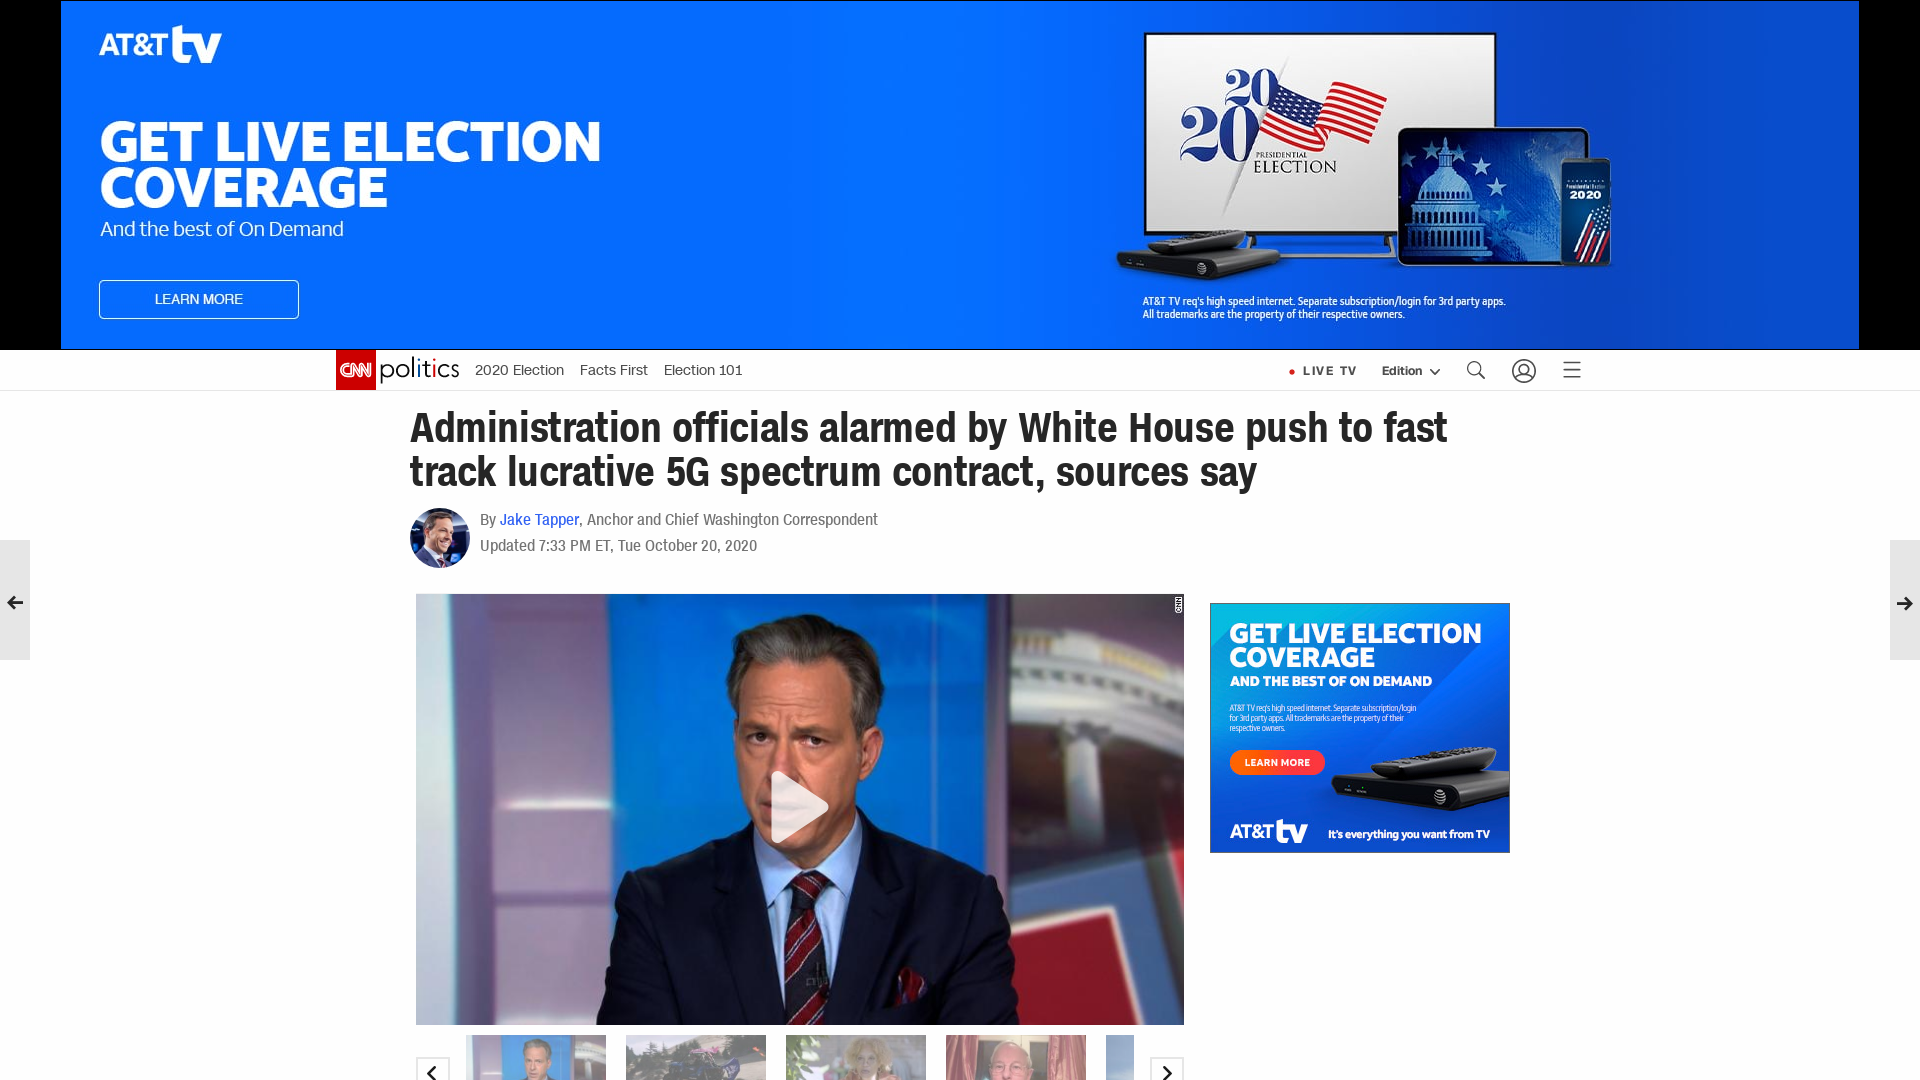 AT&T tv
GET LIVE ELECTION
COVERAGE
And the best of On Demand
LEARN MORE
20
20
PRESIDENTIAL
ELECTION
2020
AT&T TV req's high speed internet. Separate subscription/login for 3rd party apps.
All trademarks are the property of their respective owners.
CNN politics 2020 Election Facts First Election 101 LIVE TV Edition
Administration officials alarmed by White House push to fast
track lucrative 5G spectrum contract, sources say
By Jake Tapper, Anchor and Chief Washington Correspondent
Updated 7:33 PM ET, Tue October 20, 2020
CNN
GET LIVE ELECTION
COVERAGE
AND THE BEST OF ON DEMAND
AT&T TV req's high speed internet. Separate subscription/login
for 3rd party apps. All trademarks are the property of their
respective owners.
LEARN MORE
AT&T tv It's everything you want from TV